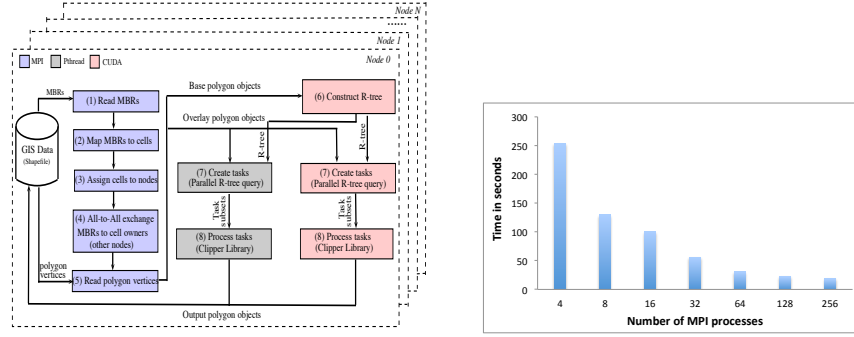 Node N
......
Node 1
Node 0
MPI
Pthread
CUDA
MBRs
(1) Read MBRs
(2) Map MBRs to cells
(3) Assign cells to nodes
(4) All-to-All exchange
MBRs to cell owners
(other nodes)
(5) Read polygon vertices
GIS Data
(Shapefile)
polygon
vertices
Base polygon objects
Overlay polygon objects
(6) Construct R-tree
R-tree
R-tree
(7) Create tasks
(Parallel R-tree query)
(7) Create tasks
(Parallel R-tree query)
Task
subsets
Task
subsets
(8) Process tasks
(Clipper Library)
(8) Process tasks
(Clipper Library)
Output polygon objects
Time in seconds
300
250
200
150
100
50
0
4 8 16 32 64 128 256
Number of MPI processes